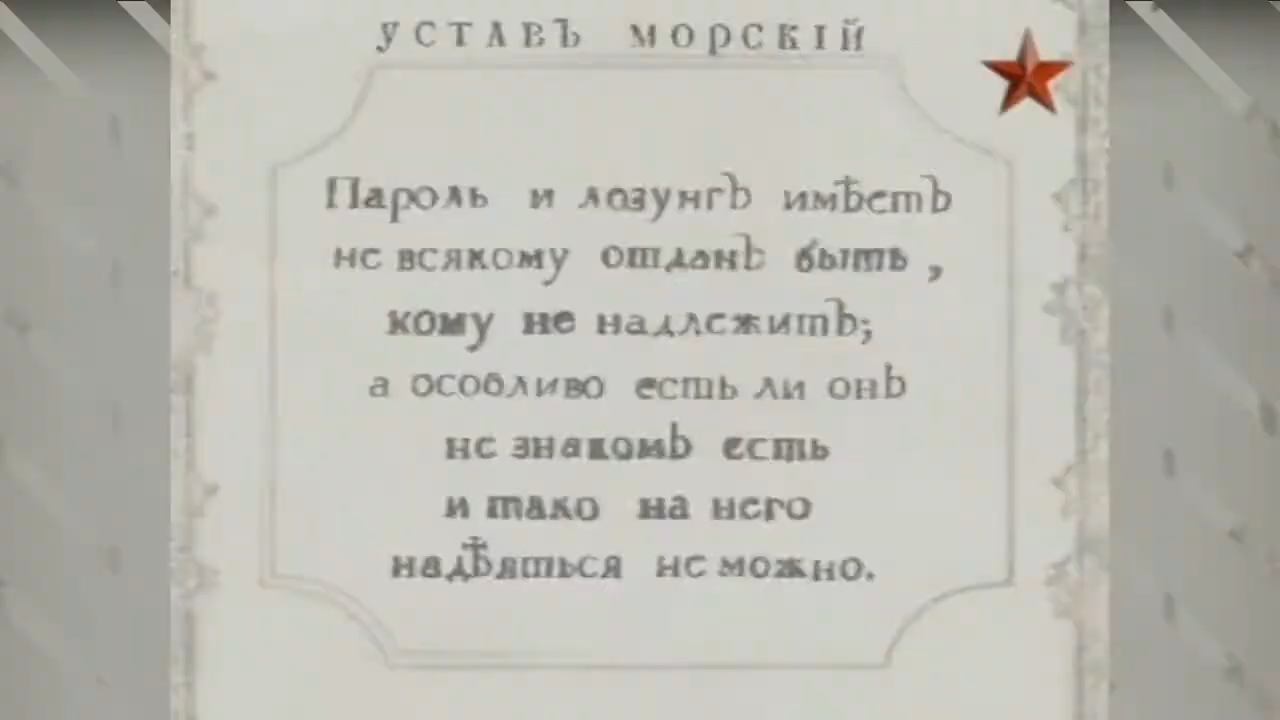 УСТАВЪ МОРСКІЙ
Пароль и лозунгъ имѣетъ
не всякому отданъ быть,
кому не надлежитъ;
а особливо есть ли онъ
не знакомъ есть
и тако на него
надѣяться не можно.